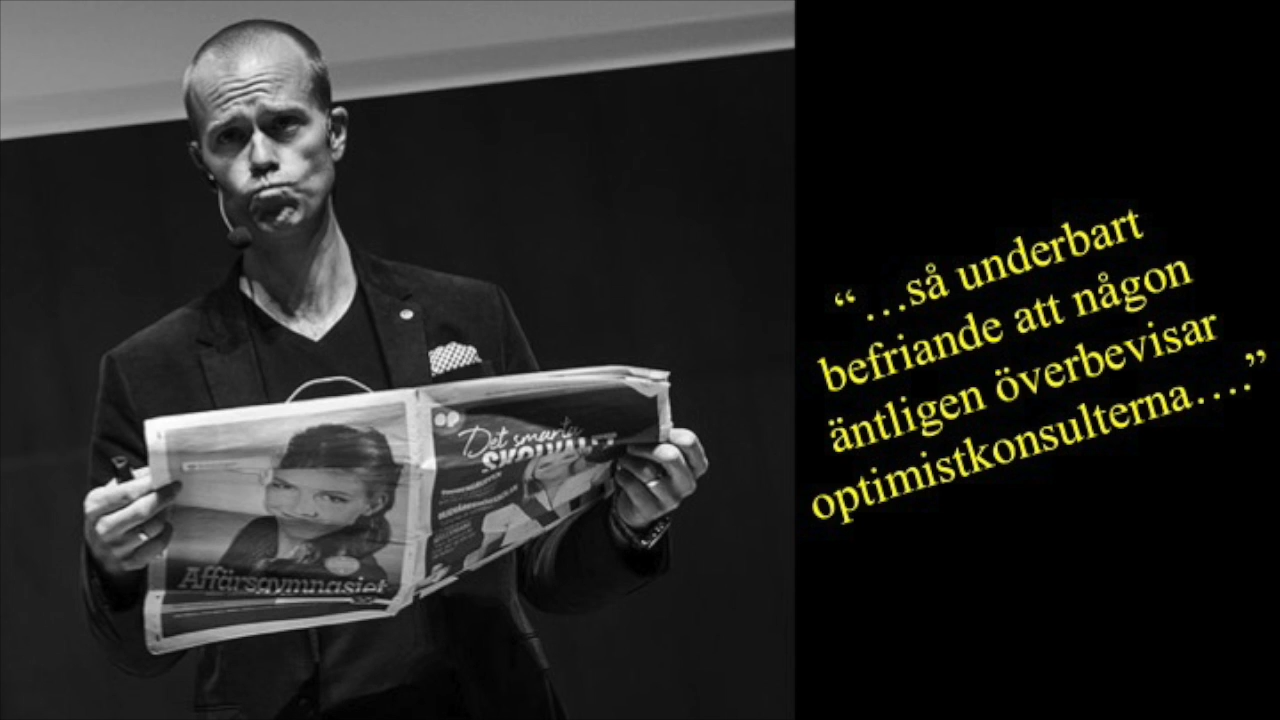 “ …så underbart
befriande att någon
äntligen överbevisar
optimistkonsulterna….”
Det smarta
Affärsgymnasiet